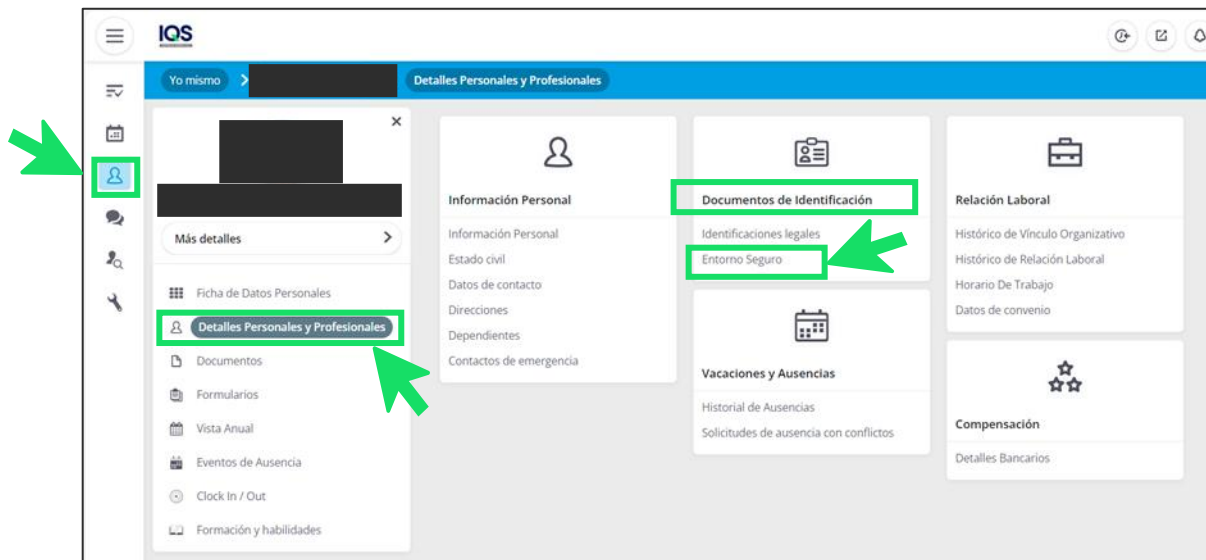 IQS
Yo mismo
Detalles Personales y Profesionales
Más detalles
Ficha de Datos Personales
Detalles Personales y Profesionales
Documentos
Formularios
Vista Anual
Eventos de Ausencia
Clock In / Out
Formación y habilidades
Información Personal
Información Personal
Estado civil
Datos de contacto
Direcciones
Dependientes
Contactos de emergencia
Documentos de Identificación
Identificaciones legales
Entorno Seguro
Vacaciones y Ausencias
Historial de Ausencias
Solicitudes de ausencia con conflictos
Relación Laboral
Histórico de Vínculo Organizativo
Histórico de Relación Laboral
Horario De Trabajo
Datos de convenio
Compensación
Detalles Bancarios